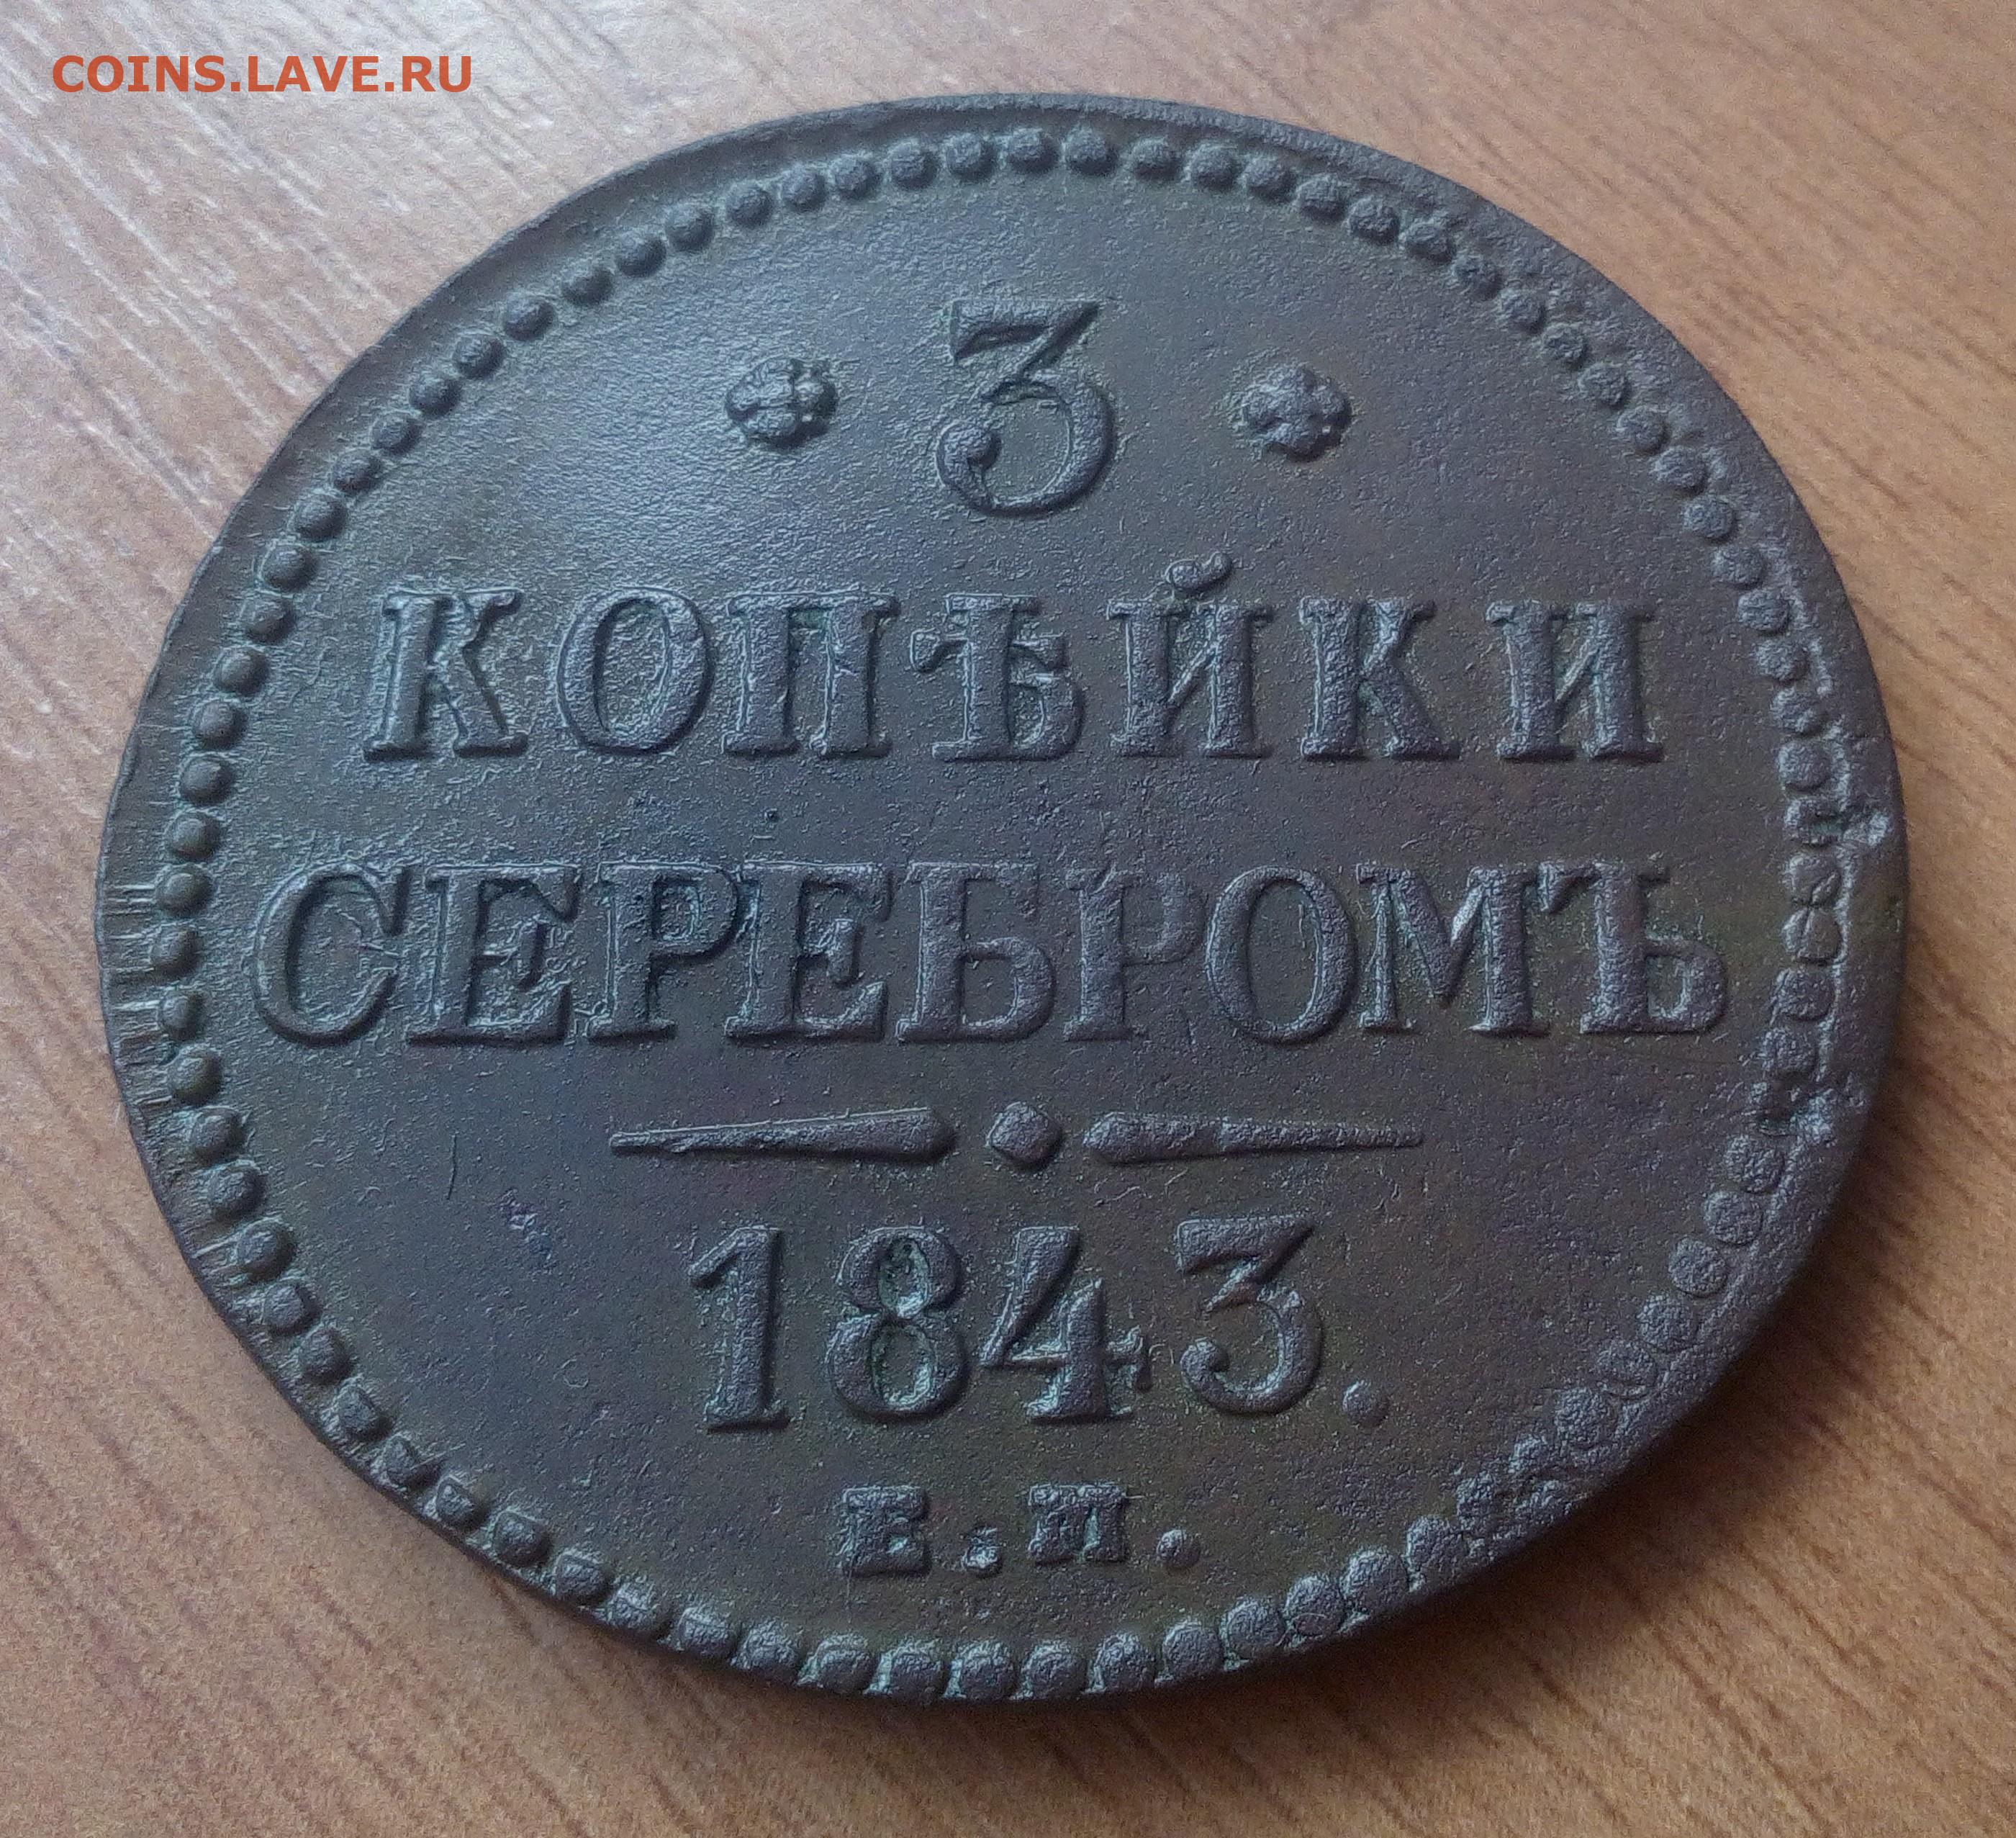 COINS.LAVE.RU
3
КОПѢЙКИ
СЕРЕБРОМЪ
1843.
Е.М.